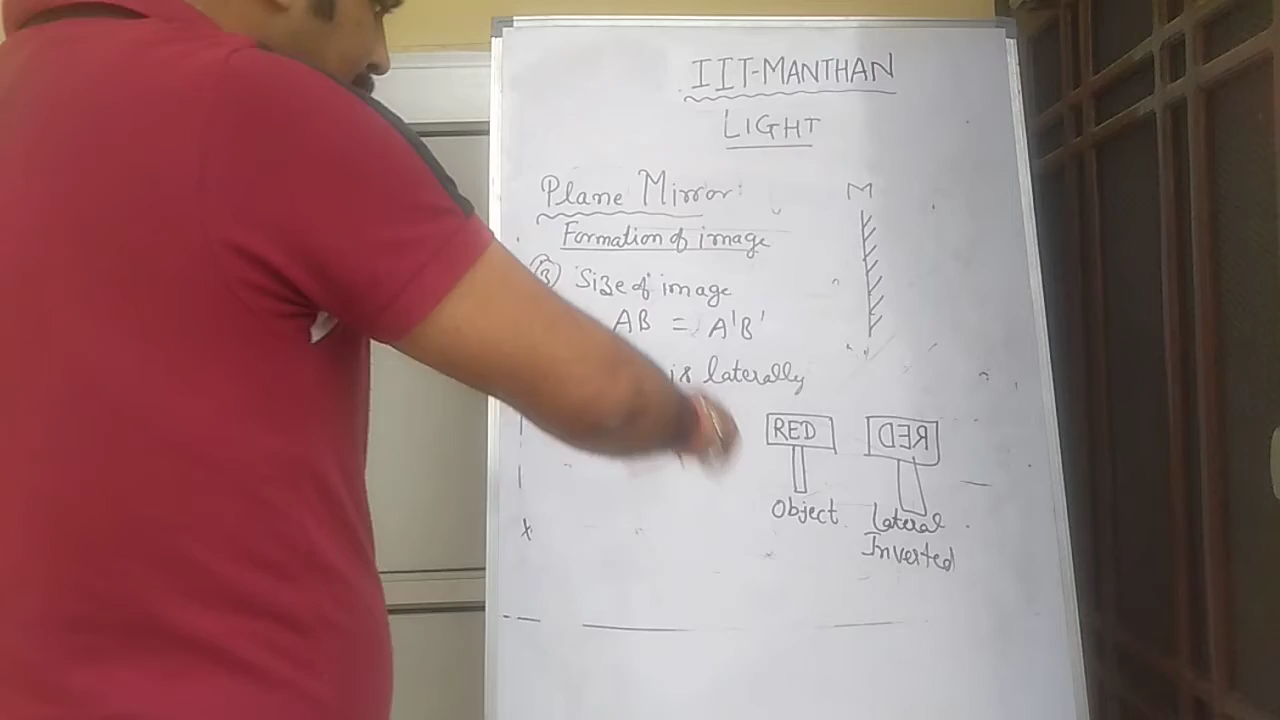 IIT-MANTHAN
LIGHT
Plane Mirror:
M
Formation of image
(3) Size of image
AB = A'B'
is laterally
RED
RED
Object
Lateral
Inverted